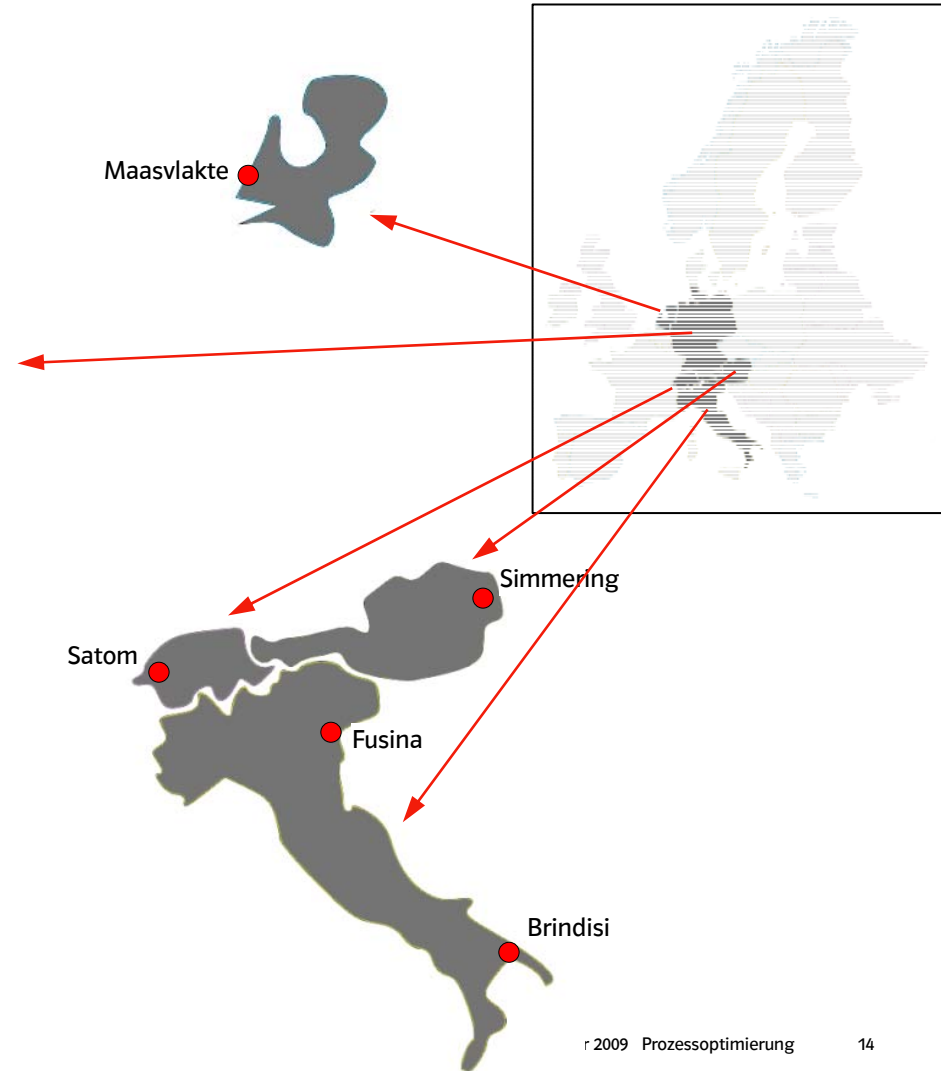 Maasvlakte
Simmering
Satom
Fusina
Brindisi
r 2009 Prozessoptimierung 14